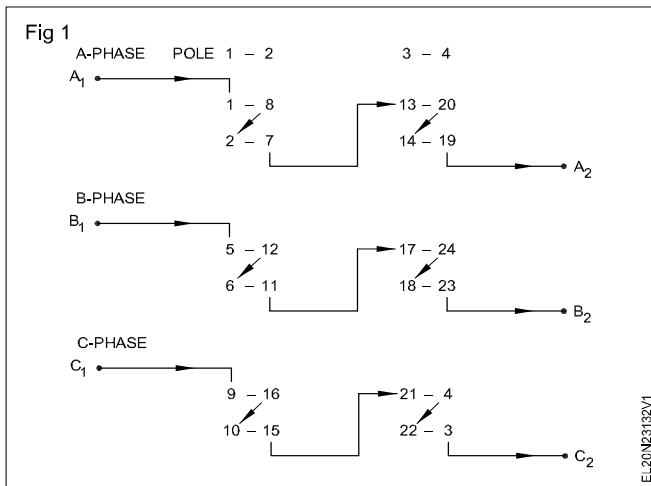 Fig 1
A-PHASE POLE 1 – 2 3 – 4
A1
1 – 8 13 – 20
2 – 7 14 – 19
A2
B-PHASE
B1
5 – 12 17 – 24
6 – 11 18 – 23
B2
C-PHASE
C1
9 – 16 21 – 4
10 – 15 22 – 3
C2
EL20N23132V1